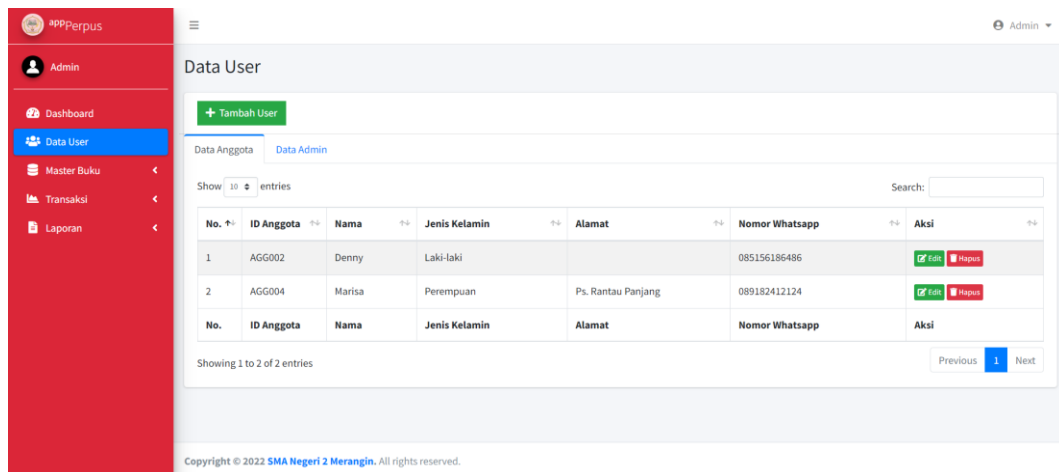 appPerpus
Admin
Admin
Dashboard
Data User
Master Buku
Transaksi
Laporan
Data User
Tambah User
Data Anggota Data Admin
Show 10 entries
Search:
No. ID Anggota Nama Jenis Kelamin Alamat Nomor Whatsapp Aksi
1 AGG002 Denny Laki-laki 085156186486 Edit Hapus
2 AGG004 Marisa Perempuan Ps. Rantau Panjang 089182412124 Edit Hapus
No. ID Anggota Nama Jenis Kelamin Alamat Nomor Whatsapp Aksi
Showing 1 to 2 of 2 entries
Previous 1 Next
Copyright © 2022 SMA Negeri 2 Merangin. All rights reserved.